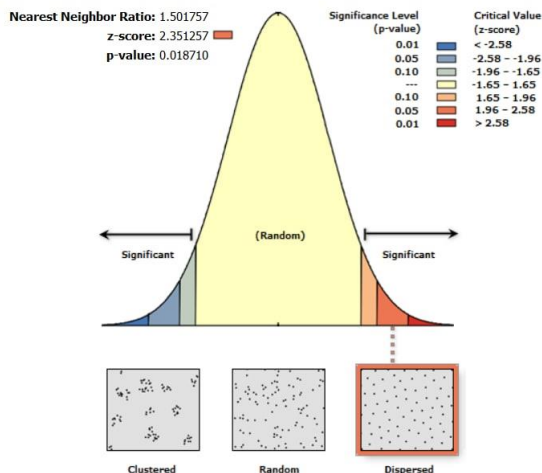 Nearest Neighbor Ratio: 1.501757
z-score: 2.351257
p-value: 0.018710
Significance Level Critical Value
(p-value) (z-score)
0.01 < -2.58
0.05 -2.58 – -1.96
0.10 -1.96 – -1.65
--- -1.65 – 1.65
0.10 1.65 – 1.96
0.05 1.96 – 2.58
0.01 > 2.58
(Random)
Significant Significant
Clustered Random Dispersed